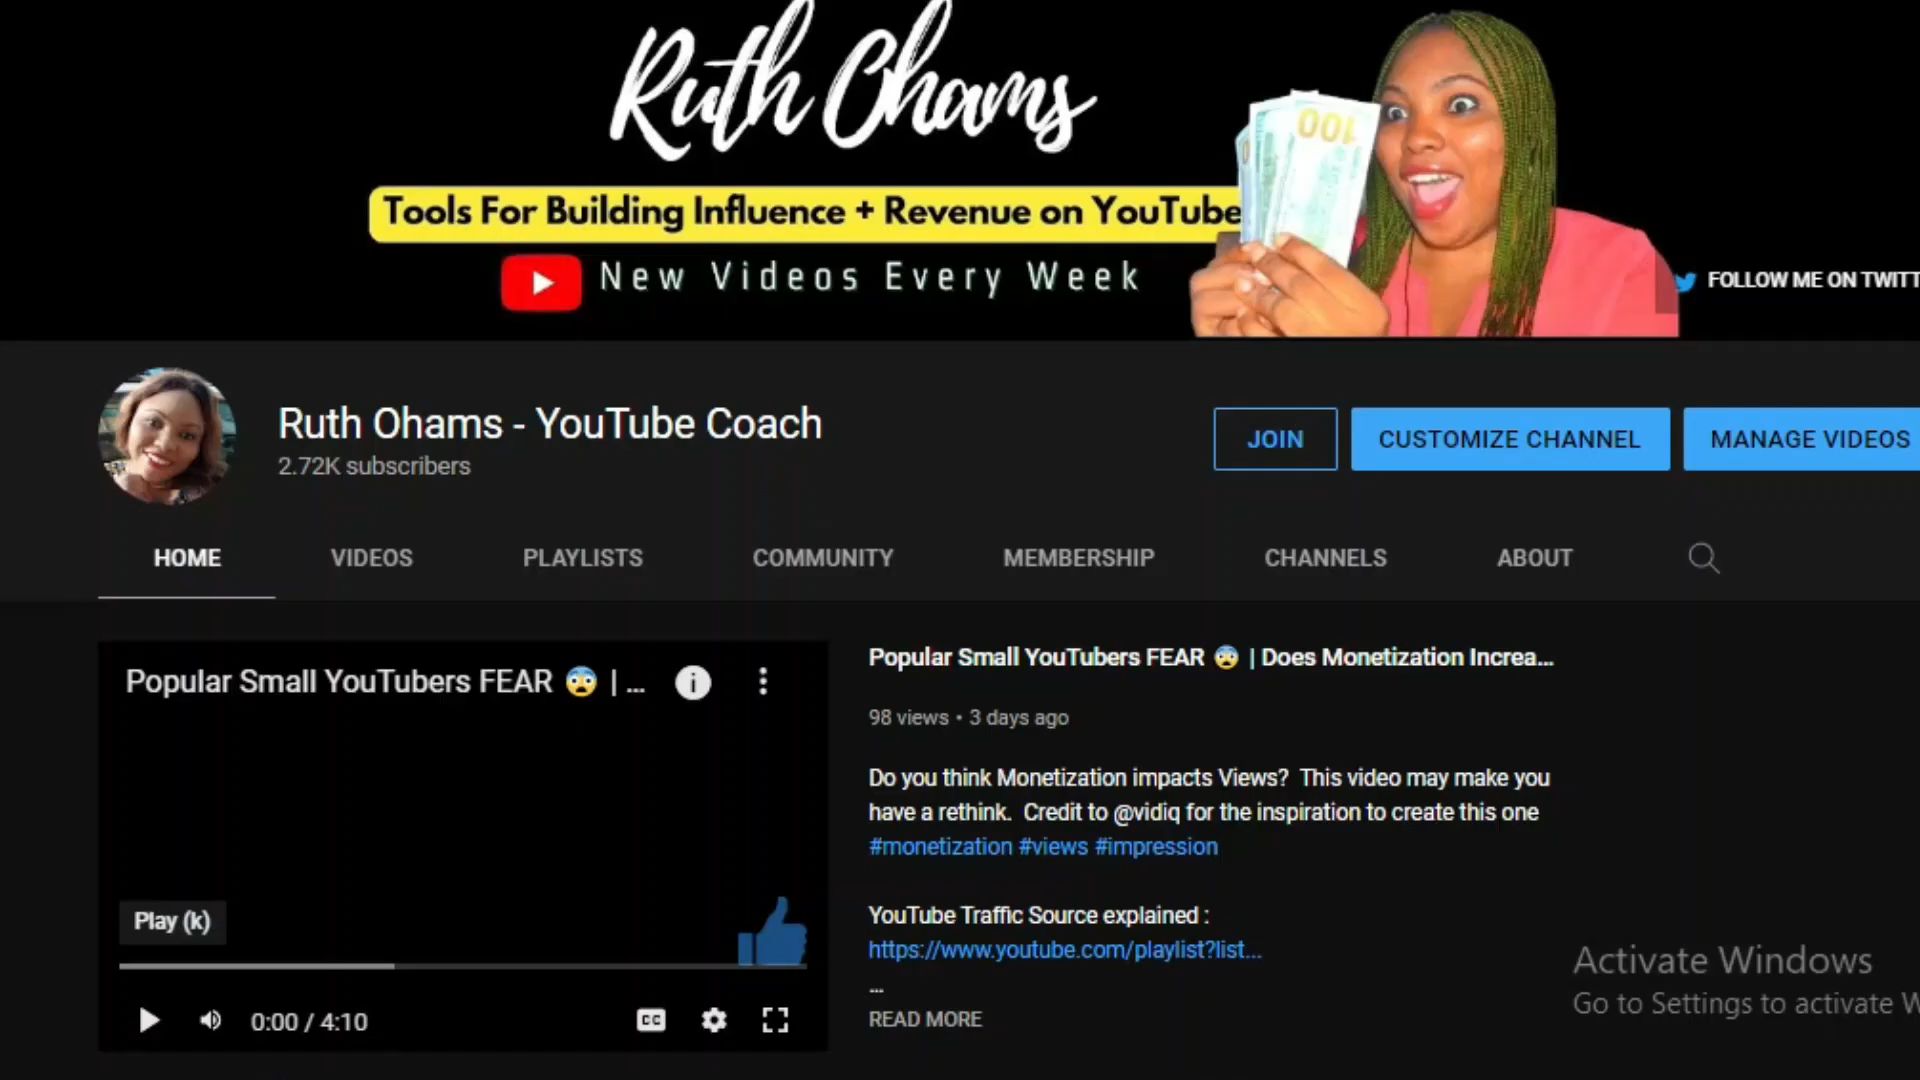 Ruth Ohams
100
Tools For Building Influence + Revenue on YouTube
New Videos Every Week
FOLLOW ME ON TWITT
Ruth Ohams - YouTube Coach
2.72K subscribers
JOIN
CUSTOMIZE CHANNEL
MANAGE VIDEOS
HOME
VIDEOS
PLAYLISTS
COMMUNITY
MEMBERSHIP
CHANNELS
ABOUT
Popular Small YouTubers FEAR 😨 | ...
Play (k)
0:00 / 4:10
CC
Popular Small YouTubers FEAR 😨 | Does Monetization Increa...
98 views • 3 days ago
Do you think Monetization impacts Views?  This video may make you
have a rethink.  Credit to @vidiq for the inspiration to create this one
#monetization #views #impression
YouTube Traffic Source explained :
https://www.youtube.com/playlist?list...
...
READ MORE
Activate Windows
Go to Settings to activate W